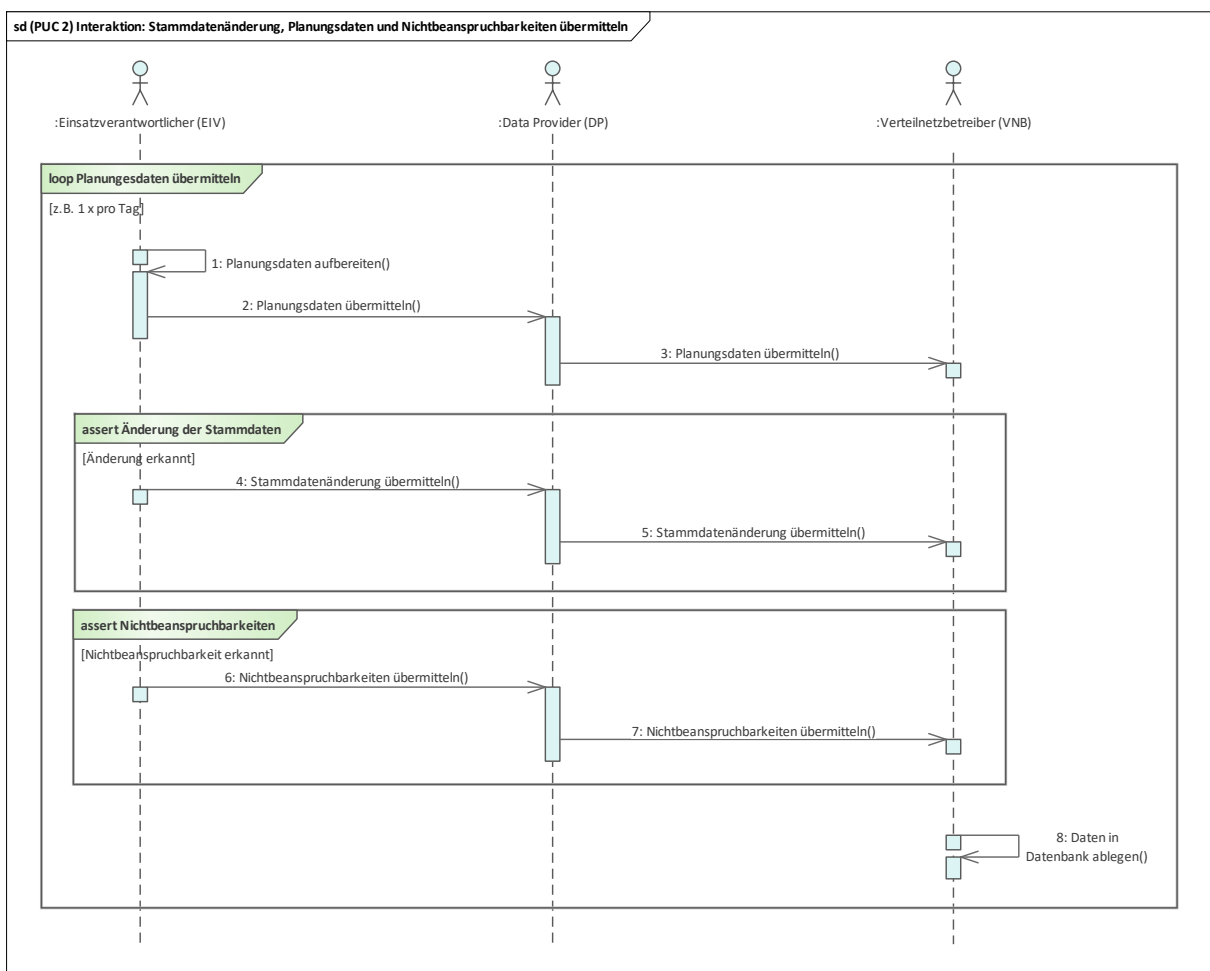 sd (PUC 2) Interaktion: Stammdatenänderung, Planungsdaten und Nichtbeanspruchbarkeiten übermitteln
:Einsatzverantwortlicher (EIV)
:Data Provider (DP)
:Verteilnetzbetreiber (VNB)
loop Planungesdaten übermitteln
[z.B. 1 x pro Tag]
1: Planungsdaten aufbereiten()
2: Planungsdaten übermitteln()
3: Planungsdaten übermitteln()
assert Änderung der Stammdaten
[Änderung erkannt]
4: Stammdatenänderung übermitteln()
5: Stammdatenänderung übermitteln()
assert Nichtbeanspruchbarkeiten
[Nichtbeanspruchbarkeit erkannt]
6: Nichtbeanspruchbarkeiten übermitteln()
7: Nichtbeanspruchbarkeiten übermitteln()
8: Daten in
Datenbank ablegen()